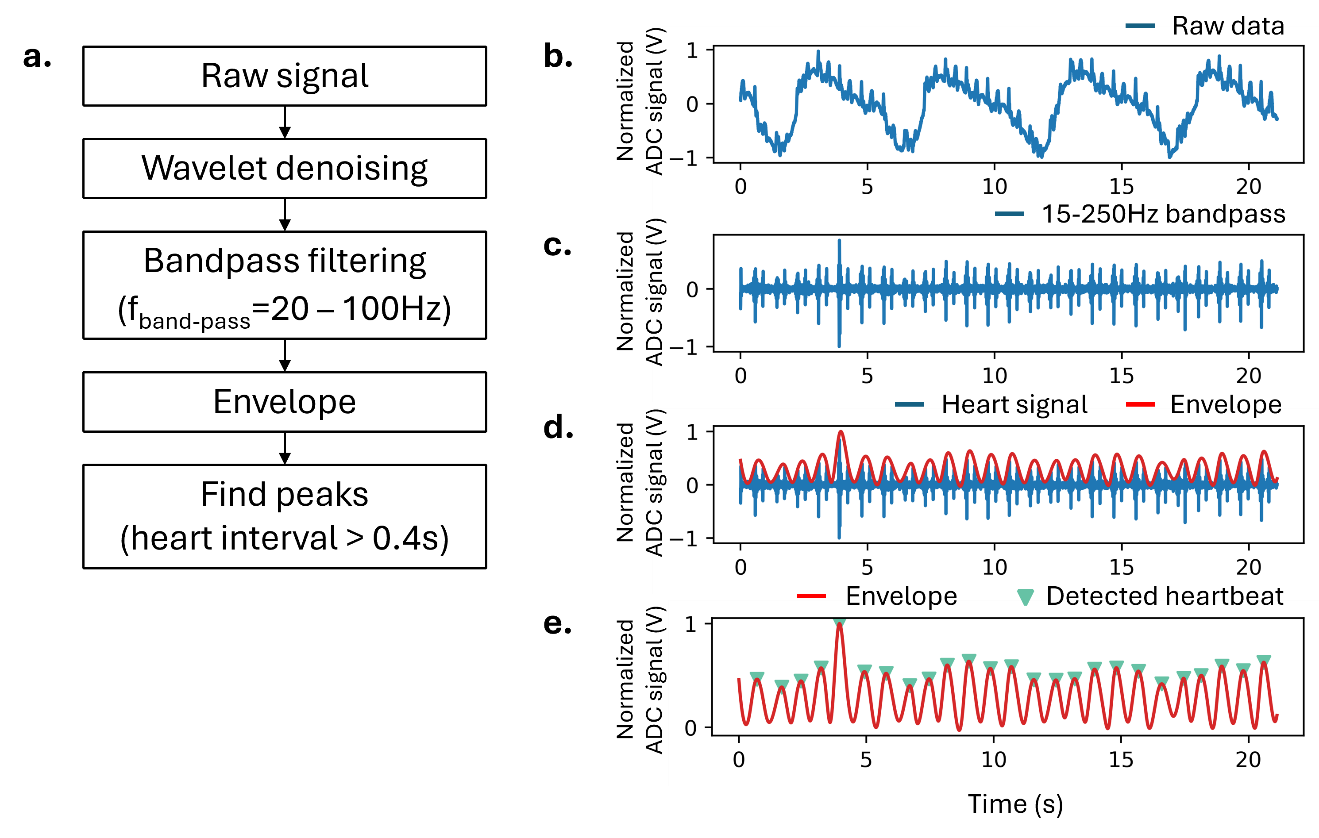 a.
Raw signal
Wavelet denoising
Bandpass filtering
(fband-pass=20 – 100Hz)
Envelope
Find peaks
(heart interval > 0.4s)
b.
Raw data
Normalized
ADC signal (V)
1
0
−1
0 5 10 15 20
c.
15-250Hz bandpass
Normalized
ADC signal (V)
0
−1
0 5 10 15 20
d.
Heart signal Envelope
Normalized
ADC signal (V)
1
0
−1
0 5 10 15 20
e.
Envelope Detected heartbeat
Normalized
ADC signal (V)
1
0
0 5 10 15 20
Time (s)